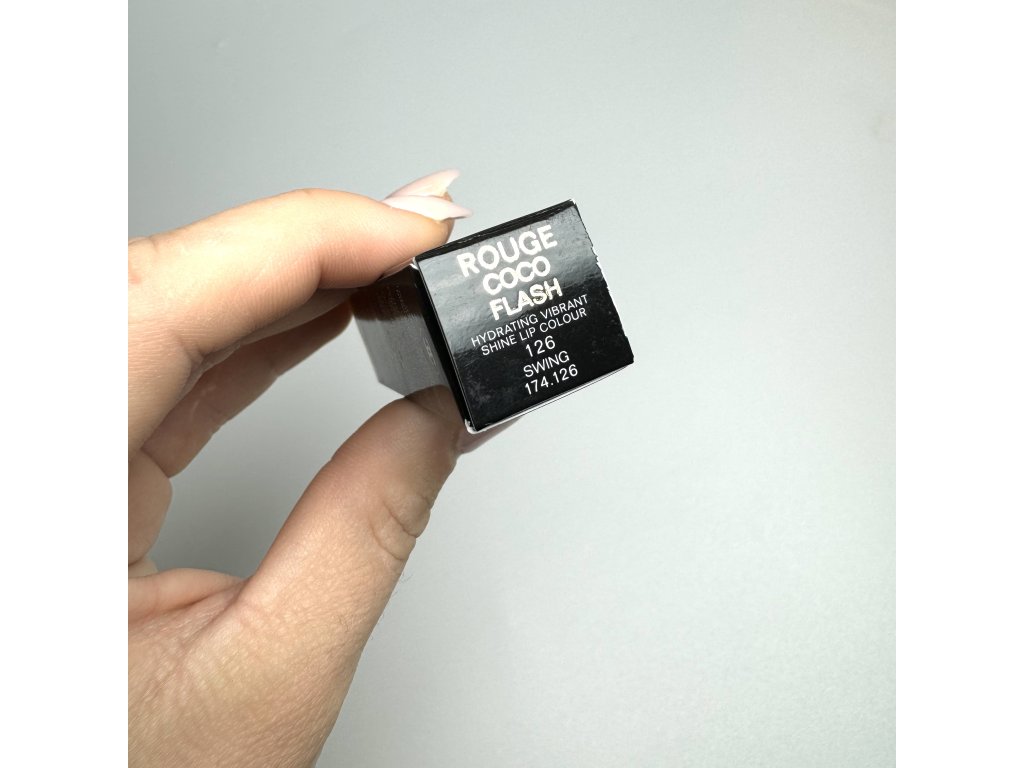 ROUGE
COCO
FLASH
HYDRATING VIBRANT
SHINE LIP COLOUR
126
SWING
174.126